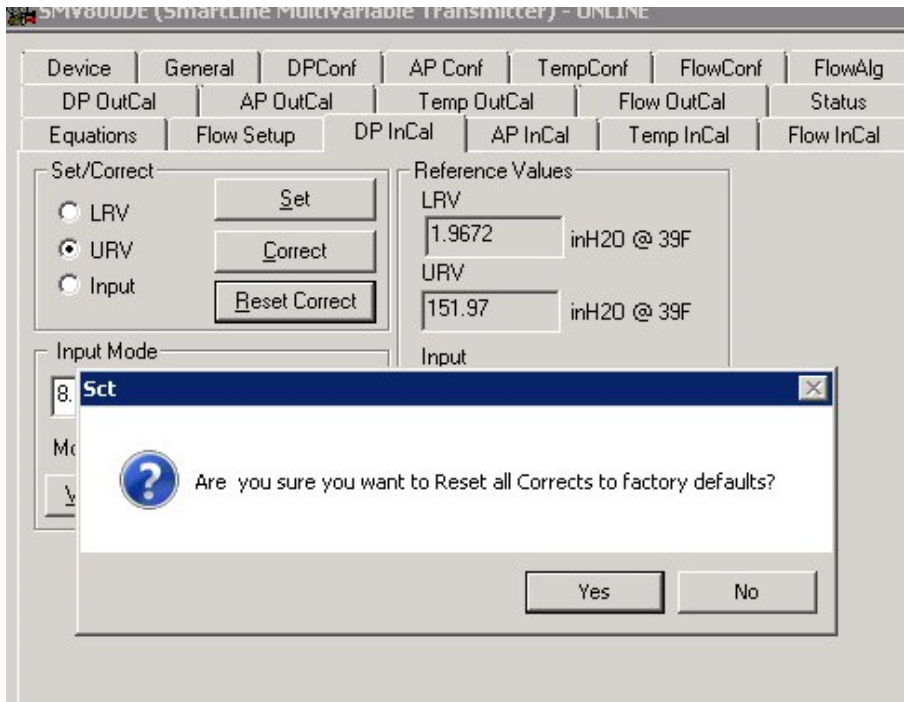 SMV800DE (SmartLine Multivariable Transmitter) - ONLINE
Device General DPConf AP Conf TempConf FlowConf FlowAlg
DP OutCal AP OutCal Temp OutCal Flow OutCal Status
Equations Flow Setup DP InCal AP InCal Temp InCal Flow InCal
Set/Correct
LRV
URV
Input
Set
Correct
Reset Correct
Reference Values
LRV
1.9672 inH2O @ 39F
URV
151.97 inH2O @ 39F
Input
Input Mode
8.
Sct
Are you sure you want to Reset all Corrects to factory defaults?
Yes No